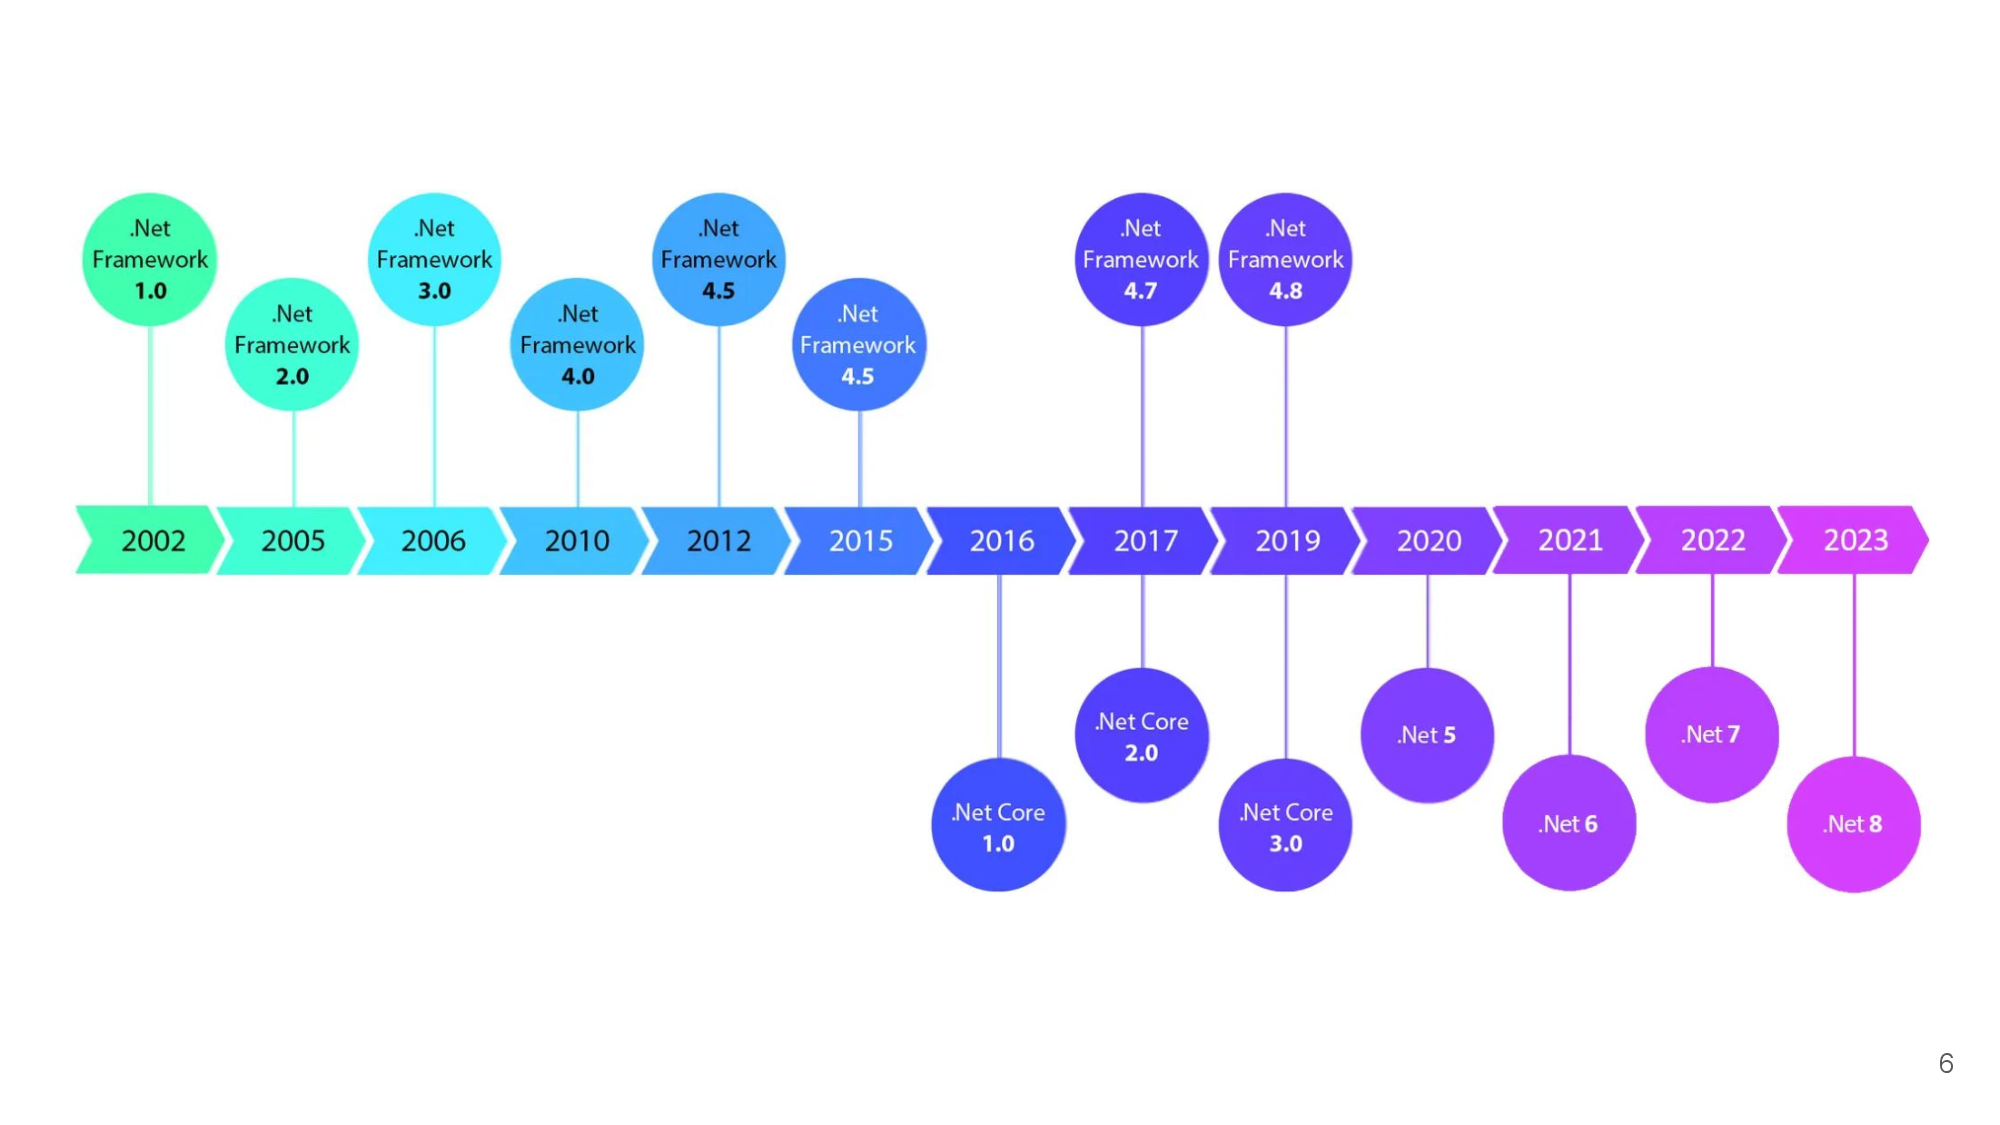 .Net
Framework
1.0
.Net
Framework
2.0
.Net
Framework
3.0
.Net
Framework
4.0
.Net
Framework
4.5
.Net
Framework
4.5
.Net
Framework
4.7
.Net
Framework
4.8
2002
2005
2006
2010
2012
2015
2016
2017
2019
2020
2021
2022
2023
.Net Core
1.0
.Net Core
2.0
.Net Core
3.0
.Net 5
.Net 6
.Net 7
.Net 8
6